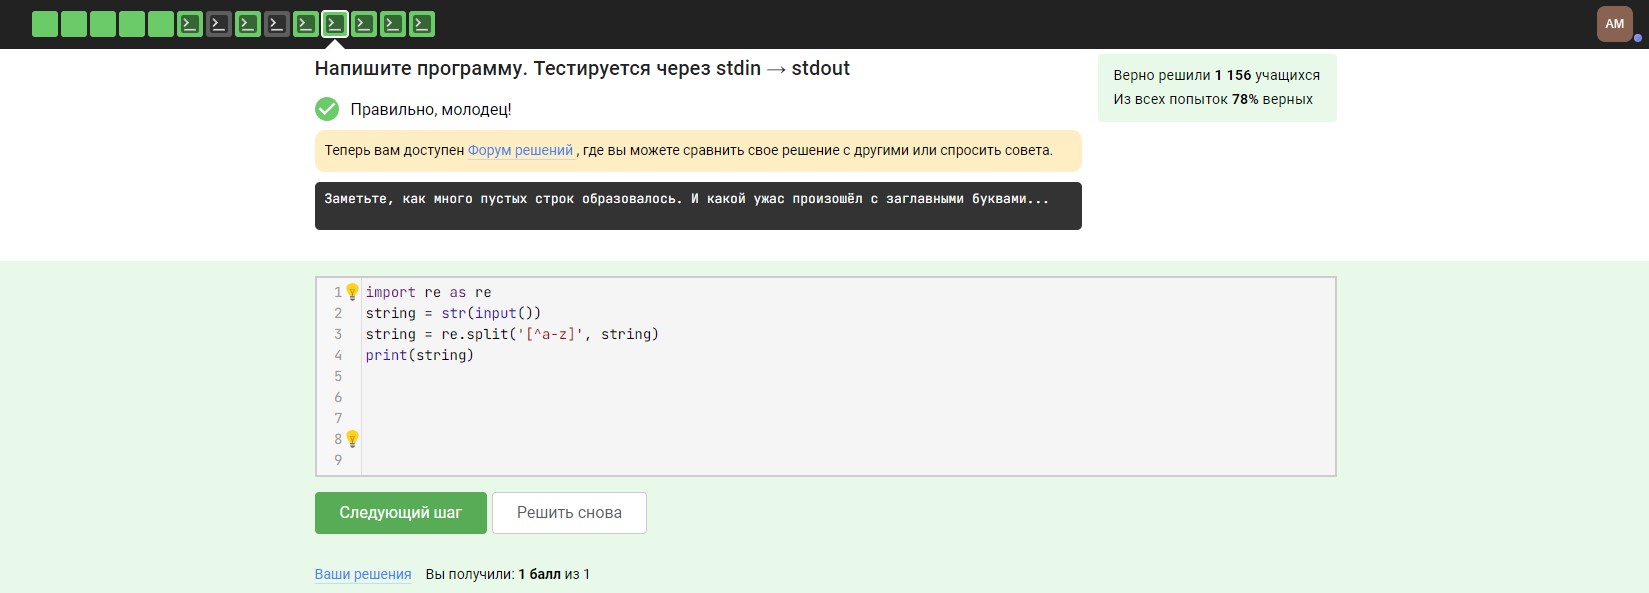 AM
Напишите программу. Тестируется через stdin → stdout
Верно решили 1 156 учащихся
Из всех попыток 78% верных
Правильно, молодец!
Теперь вам доступен Форум решений , где вы можете сравнить свое решение с другими или спросить совета.
Заметьте, как много пустых строк образовалось. И какой ужас произошёл с заглавными буквами...
1 import re as re
2 string = str(input())
3 string = re.split('[^a-z]', string)
4 print(string)
5
6
7
8
9
Следующий шаг Решить снова
Ваши решения Вы получили: 1 балл из 1